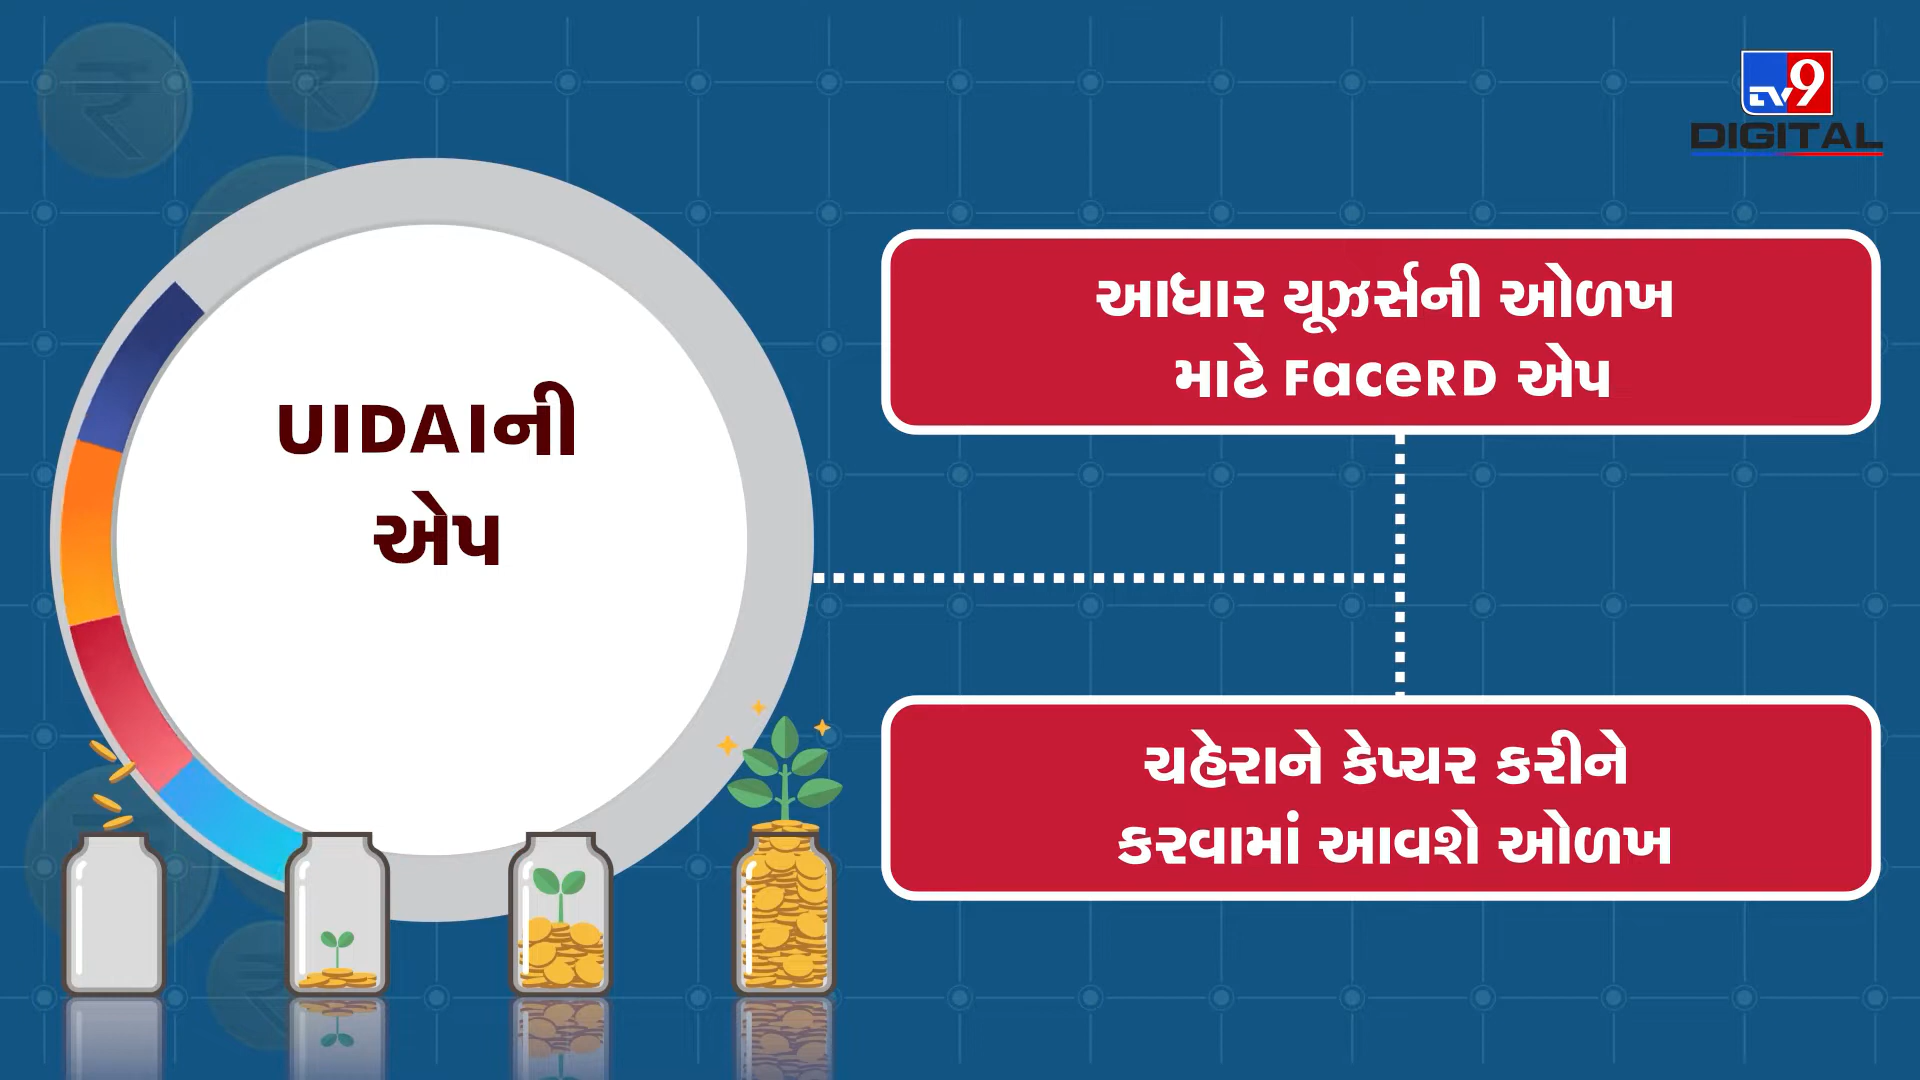 TV9
DIGITAL
UIDAIની
એપ
આધાર યૂઝર્સની ઓળખ
માટે FaceRD એપ
ચહેરાને કેપ્ચર કરીને
કરવામાં આવશે ઓળખ